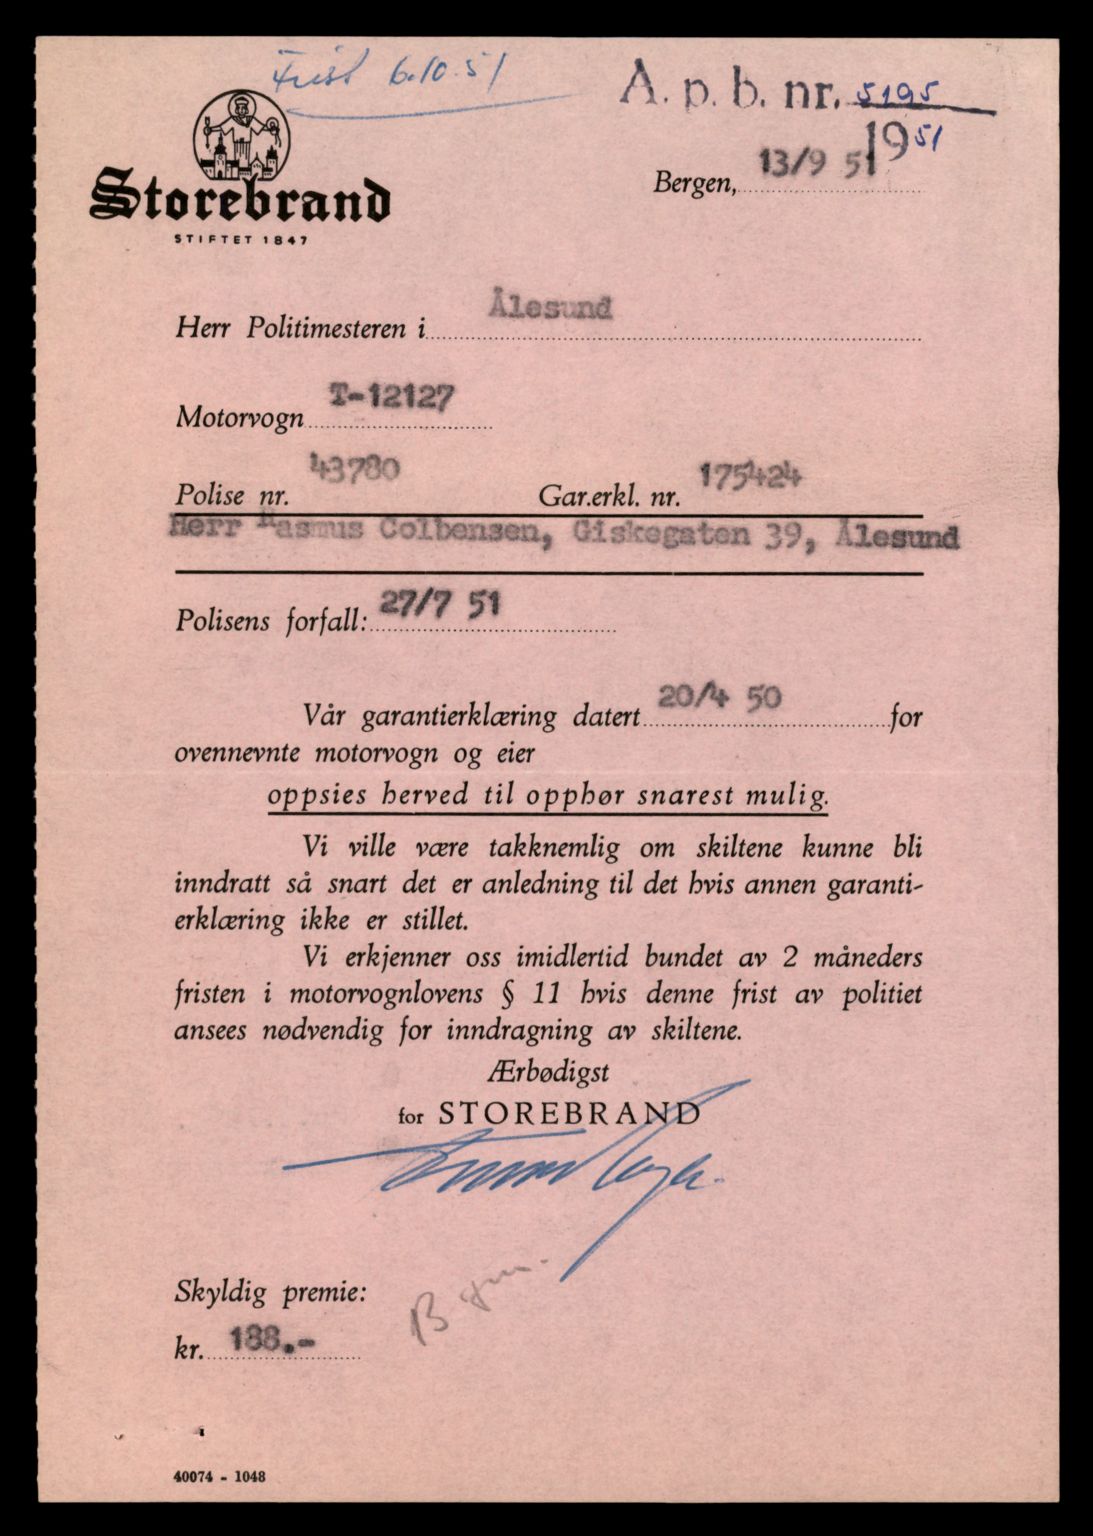 Frist 6.10.51
A. p. b. nr. 5195
1951
Storebrand
STIFTET 1847
Bergen, 13/9 51
Herr Politimesteren i Ålesund
Motorvogn T-12127
Polise nr. 43780 Gar.erkl. nr. 175424
Herr Rasmus Colbensen, Giskegaten 39, Ålesund
Polisens forfall: 27/7 51
Vår garantierklæring datert 20/4 50 for
ovennevnte motorvogn og eier
oppsies herved til opphør snarest mulig.
Vi ville være takknemlig om skiltene kunne bli
inndratt så snart det er anledning til det hvis annen garanti-
erklæring ikke er stillet.
Vi erkjenner oss imidlertid bundet av 2 måneders
fristen i motorvognlovens § 11 hvis denne frist av politiet
ansees nødvendig for inndragning av skiltene.
Ærbødigst
for STOREBRAND
Skyldig premie:
kr. 188.-
40074 - 1048